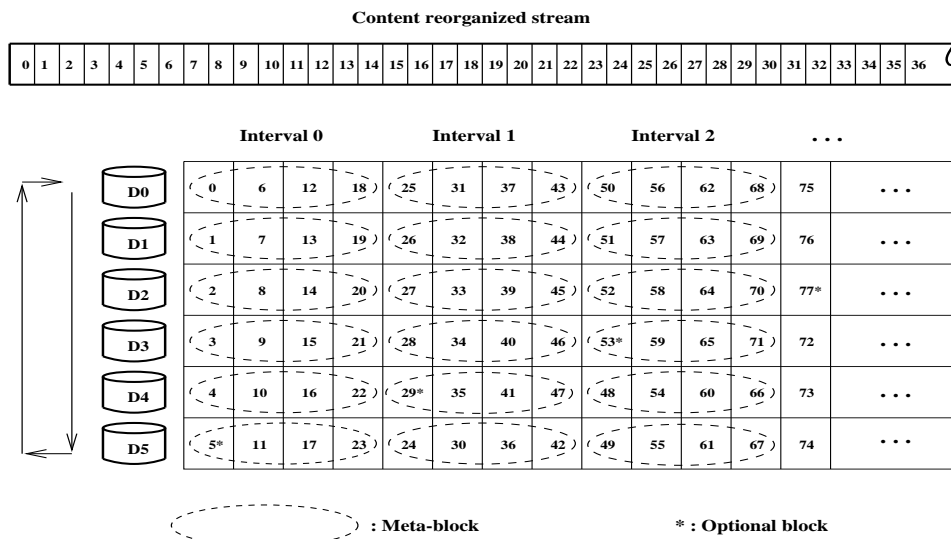 Content reorganized stream
0 1 2 3 4 5 6 7 8 9 10 11 12 13 14 15 16 17 18 19 20 21 22 23 24 25 26 27 28 29 30 31 32 33 34 35 36
Interval 0 Interval 1 Interval 2 . . .
D0 0 6 12 18 25 31 37 43 50 56 62 68 75 . . .
D1 1 7 13 19 26 32 38 44 51 57 63 69 76 . . .
D2 2 8 14 20 27 33 39 45 52 58 64 70 77* . . .
D3 3 9 15 21 28 34 40 46 53* 59 65 71 72 . . .
D4 4 10 16 22 29* 35 41 47 48 54 60 66 73 . . .
D5 5* 11 17 23 24 30 36 42 49 55 61 67 74 . . .
: Meta-block * : Optional block